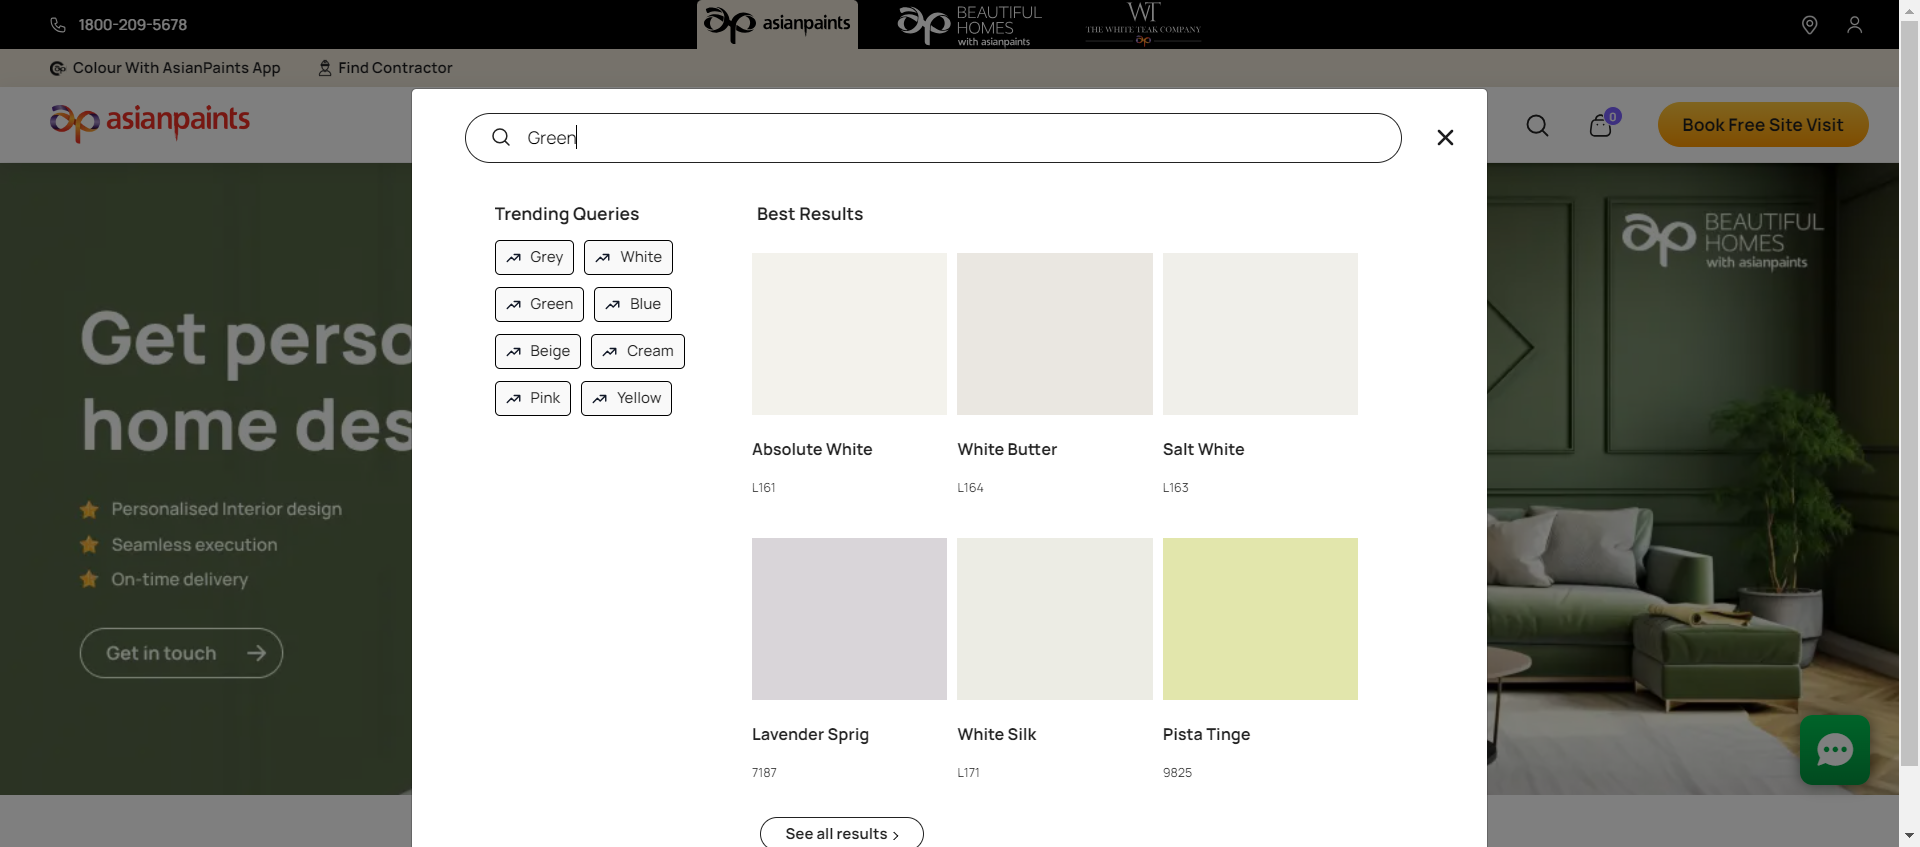 1800-209-5678
asianpaints
BEAUTIFUL
HOMES
with asianpaints
WT
THE WHITE TEAK COMPANY
ap
Colour With AsianPaints App
Find Contractor
asianpaints
Green
0
Book Free Site Visit
Trending Queries
Grey
White
Green
Blue
Beige
Cream
Pink
Yellow
Best Results
Absolute White
White Butter
Salt White
L161
L164
L163
Lavender Sprig
White Silk
Pista Tinge
7187
L171
9825
See all results
Get perso
home des
Personalised Interior design
Seamless execution
On-time delivery
Get in touch
BEAUTIFUL
HOMES
with asianpaints